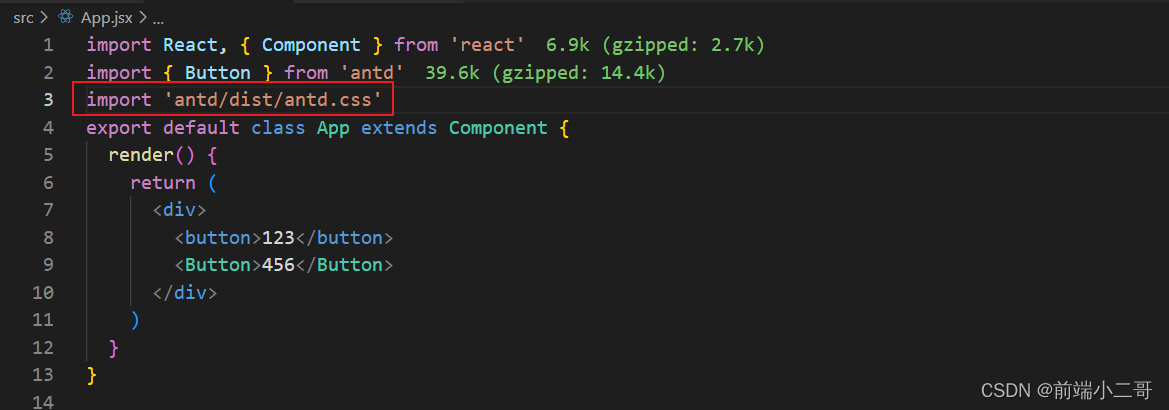 src > App.jsx > ...
1 import React, { Component } from 'react' 6.9k (gzipped: 2.7k)
2 import { Button } from 'antd' 39.6k (gzipped: 14.4k)
3 import 'antd/dist/antd.css'
4 export default class App extends Component {
5 render() {
6 return (
7 <div>
8 <button>123</button>
9 <Button>456</Button>
10 </div>
11 )
12 }
13 }
14
CSDN @前端小二哥